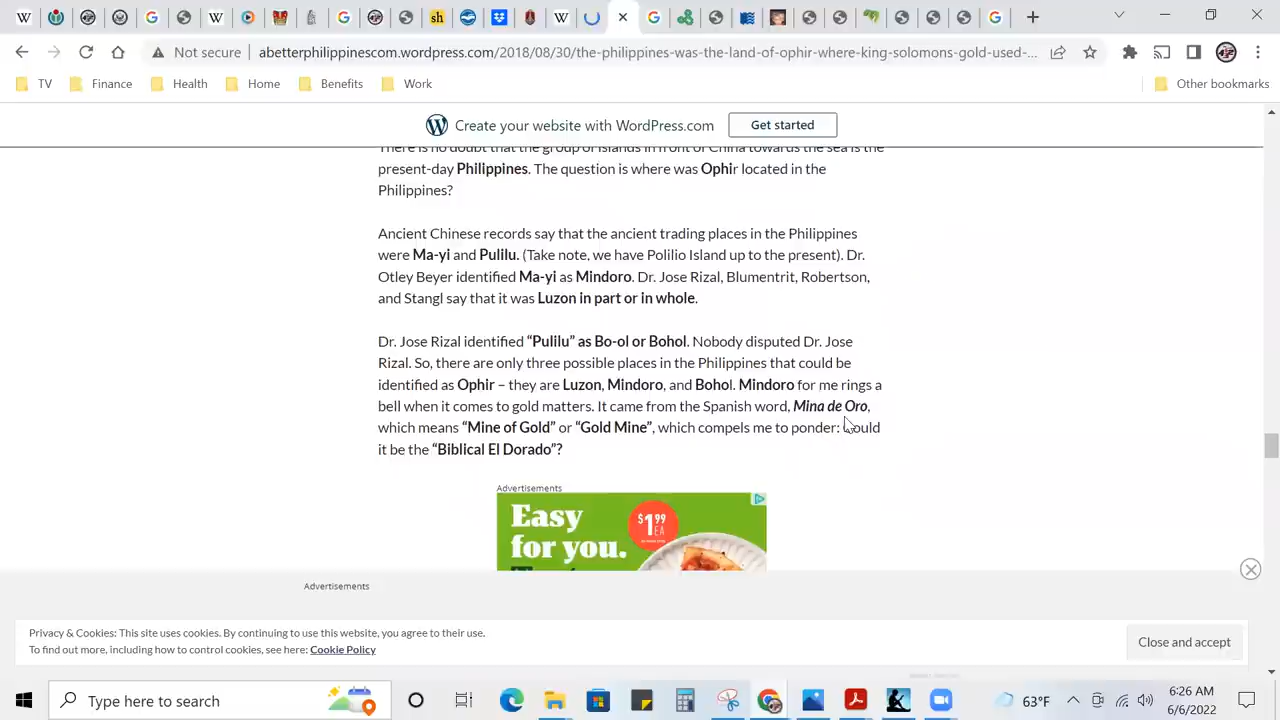 Not secure
abetterphilippinescom.wordpress.com/2018/08/30/the-philippines-was-the-land-of-ophir-where-king-solomons-gold-used-...
TV Finance Health Home Benefits Work Other bookmarks
Create your website with WordPress.com Get started
There is no doubt that the group of islands in front of China towards the sea is the
present-day Philippines. The question is where was Ophir located in the
Philippines?
Ancient Chinese records say that the ancient trading places in the Philippines
were Ma-yi and Pulilu. (Take note, we have Polilio Island up to the present). Dr.
Otley Beyer identified Ma-yi as Mindoro. Dr. Jose Rizal, Blumentrit, Robertson,
and Stangl say that it was Luzon in part or in whole.
Dr. Jose Rizal identified “Pulilu” as Bo-ol or Bohol. Nobody disputed Dr. Jose
Rizal. So, there are only three possible places in the Philippines that could be
identified as Ophir – they are Luzon, Mindoro, and Bohol. Mindoro for me rings a
bell when it comes to gold matters. It came from the Spanish word, Mina de Oro,
which means “Mine of Gold” or “Gold Mine”, which compels me to ponder: Could
it be the “Biblical El Dorado”?
Advertisements
Easy
for you.
$1.99
EA
Advertisements
Privacy & Cookies: This site uses cookies. By continuing to use this website, you agree to their use.
To find out more, including how to control cookies, see here: Cookie Policy
Close and accept
Type here to search
63°F
6:26 AM
6/6/2022